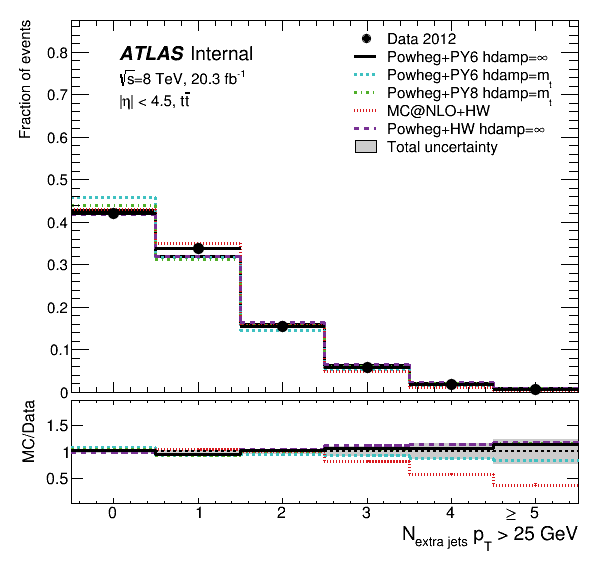 Fraction of events
0.8
0.7
0.6
0.5
0.4
0.3
0.2
0.1
0
ATLAS Internal
√s=8 TeV, 20.3 fb⁻¹
|η| < 4.5, tt̄
Data 2012
Powheg+PY6 hdamp=∞
Powheg+PY6 hdamp=mₜ
Powheg+PY8 hdamp=mₜ
MC@NLO+HW
Powheg+HW hdamp=∞
Total uncertainty
MC/Data
1.5
1
0.5
0 1 2 3 4 ≥ 5
N extra jets p_T > 25 GeV